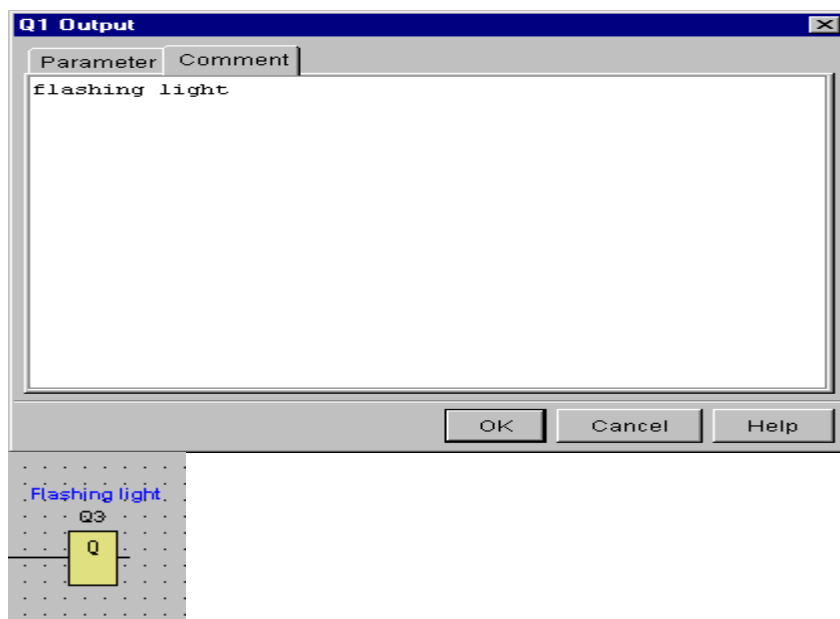 Q1 Output
Parameter Comment
flashing light
OK Cancel Help
Flashing light
Q3
Q